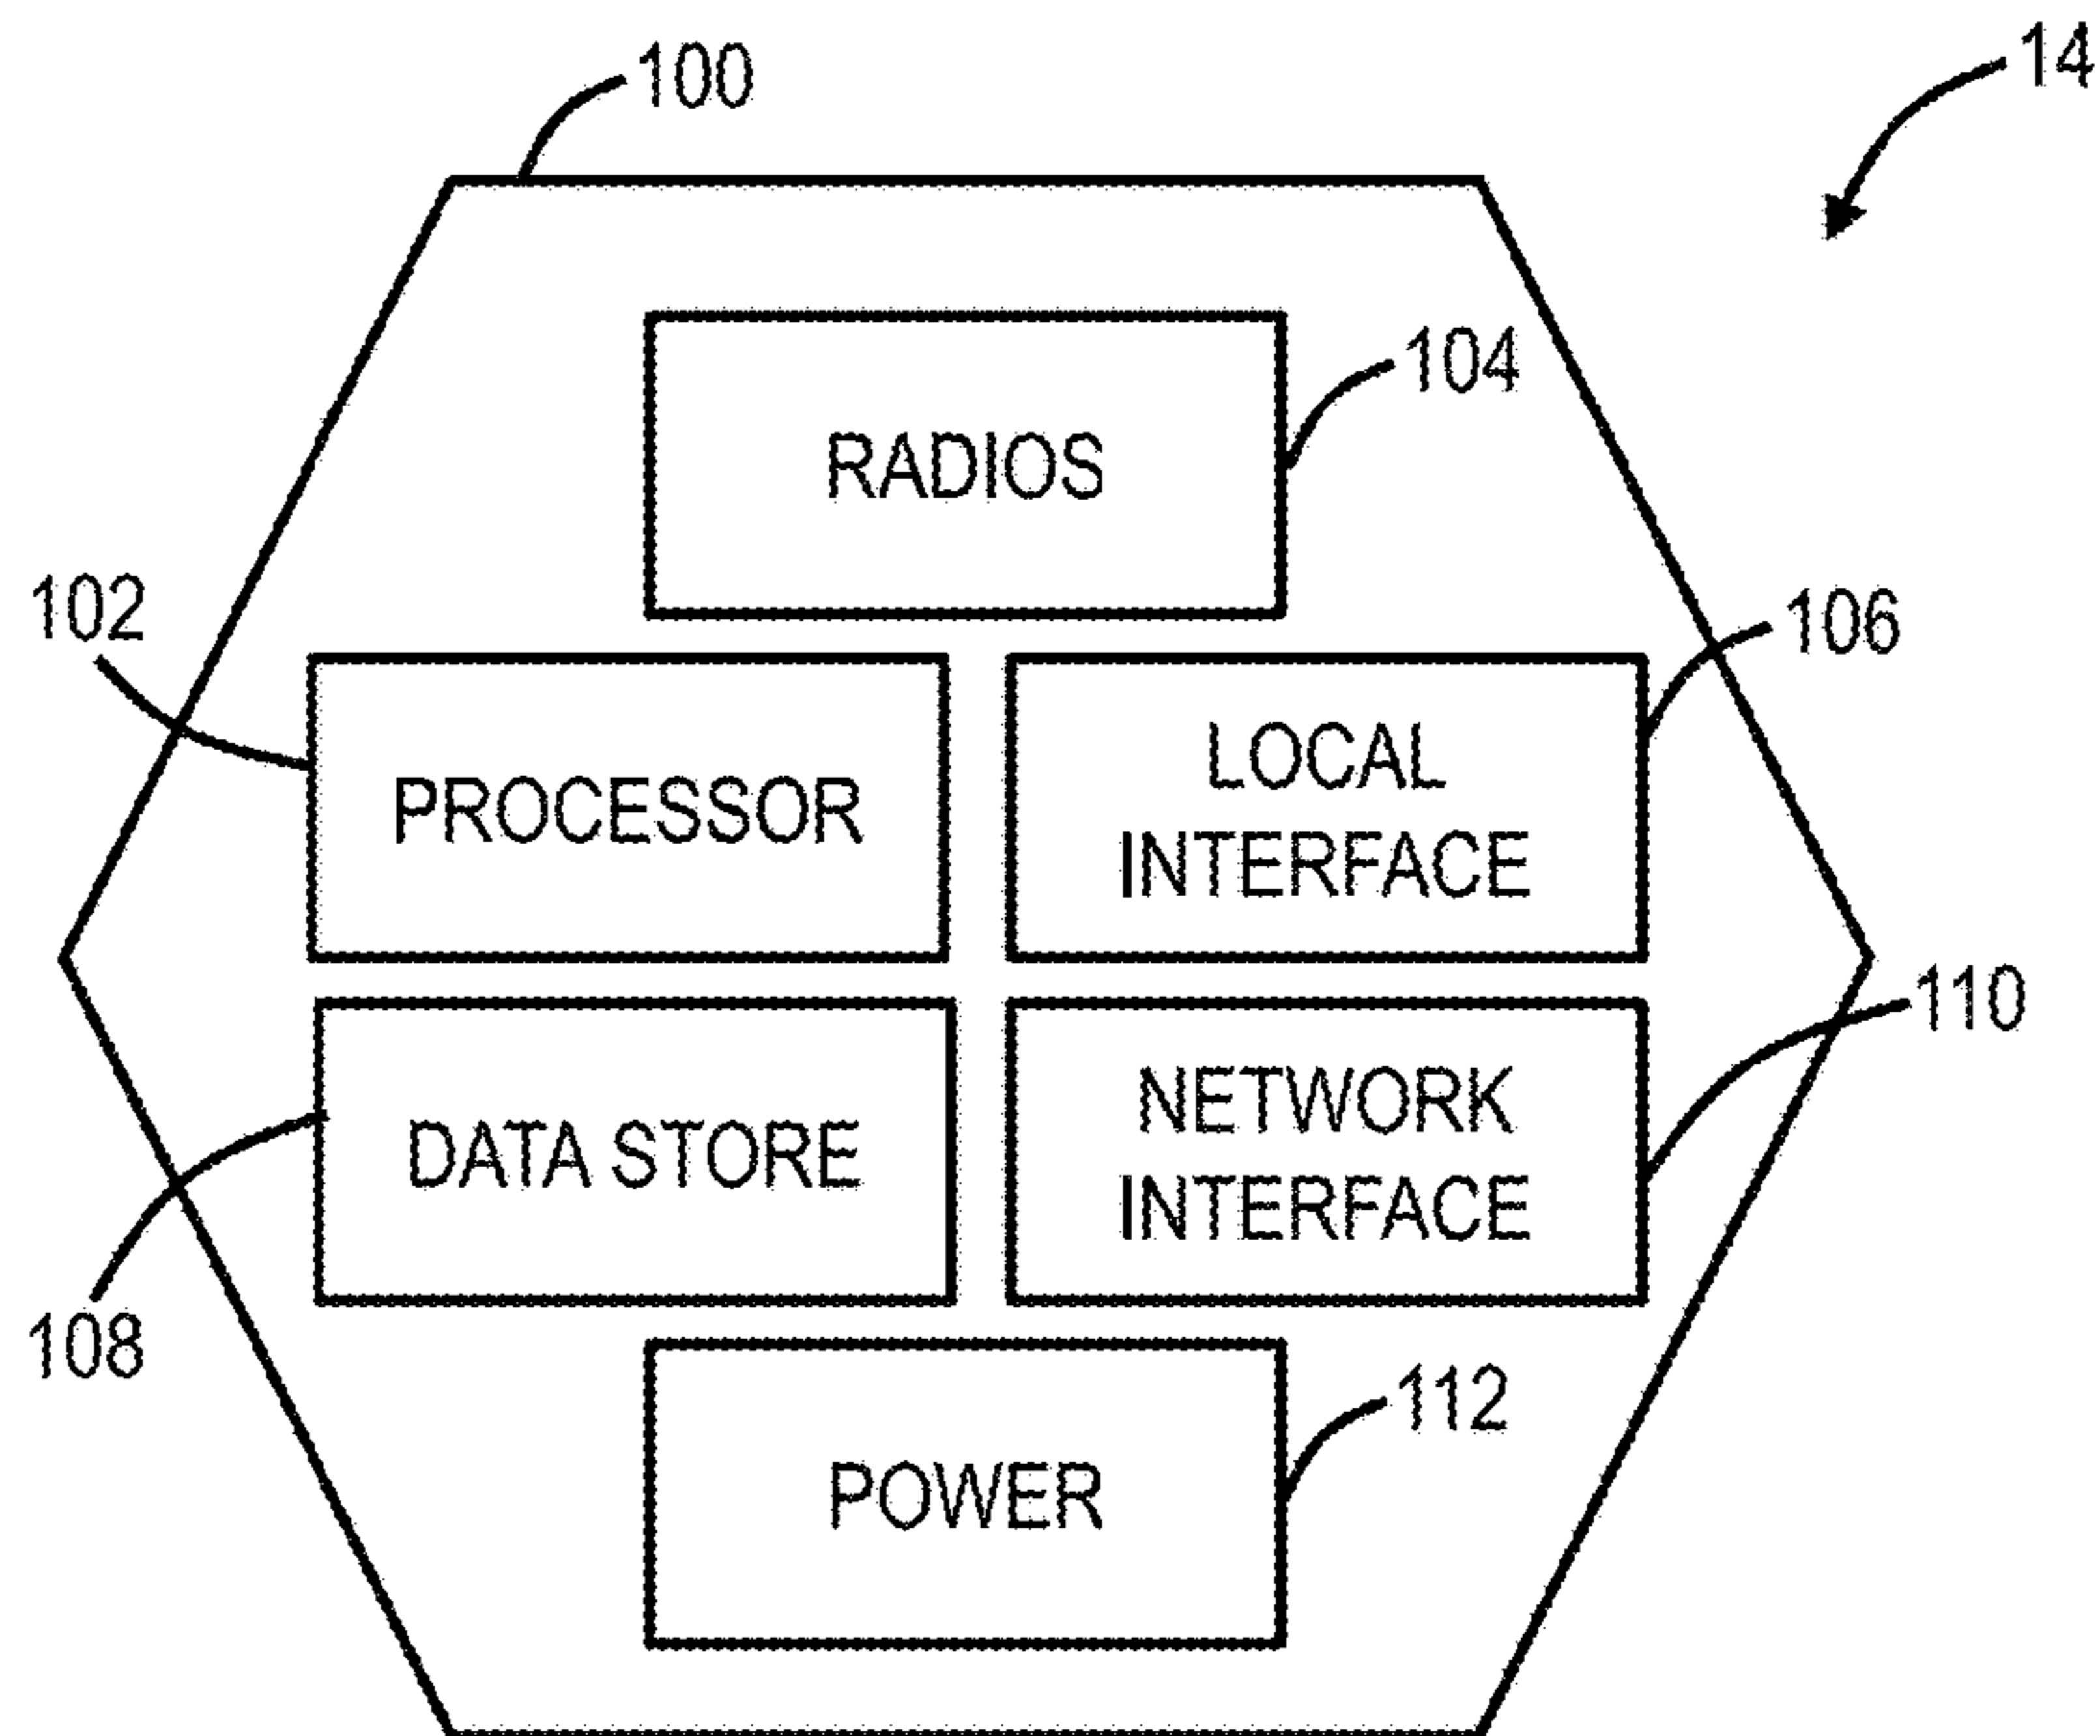 14
100
RADIOS
104
102
106
PROCESSOR
LOCAL
INTERFACE
110
DATA STORE
NETWORK
INTERFACE
108
112
POWER